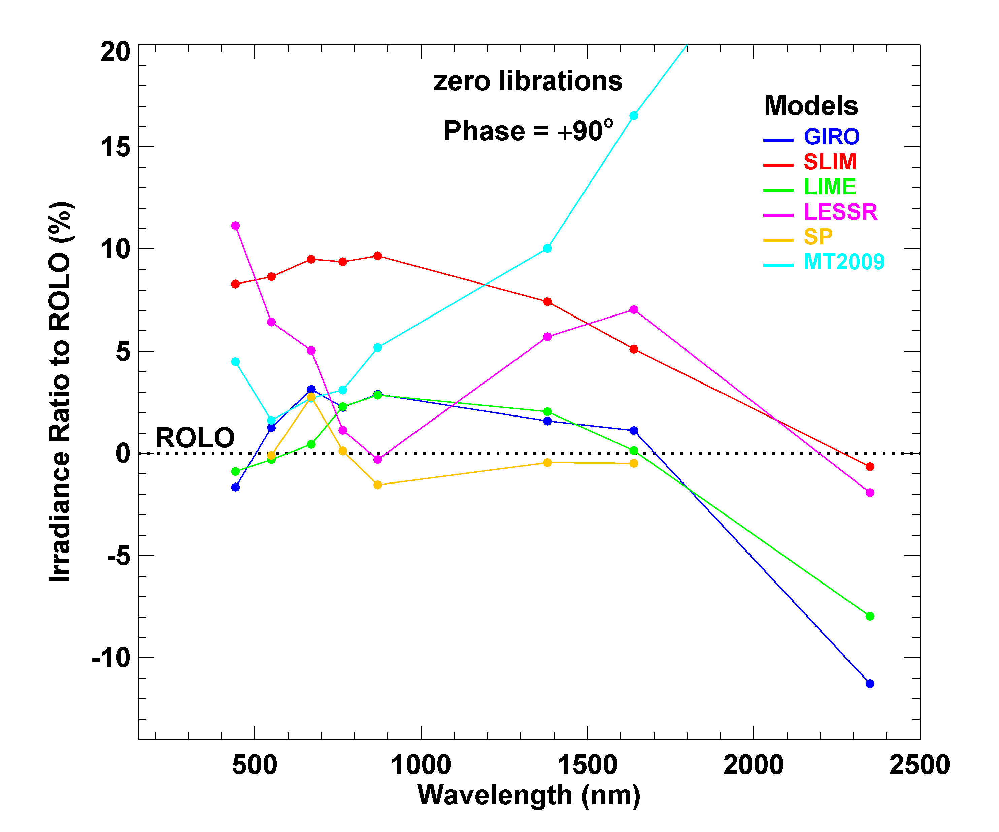 20
15
10
5
0
-5
-10
Irradiance Ratio to ROLO (%)
zero librations
Phase = +90°
Models
GIRO
SLIM
LIME
LESSR
SP
MT2009
ROLO
500
1000
1500
2000
2500
Wavelength (nm)